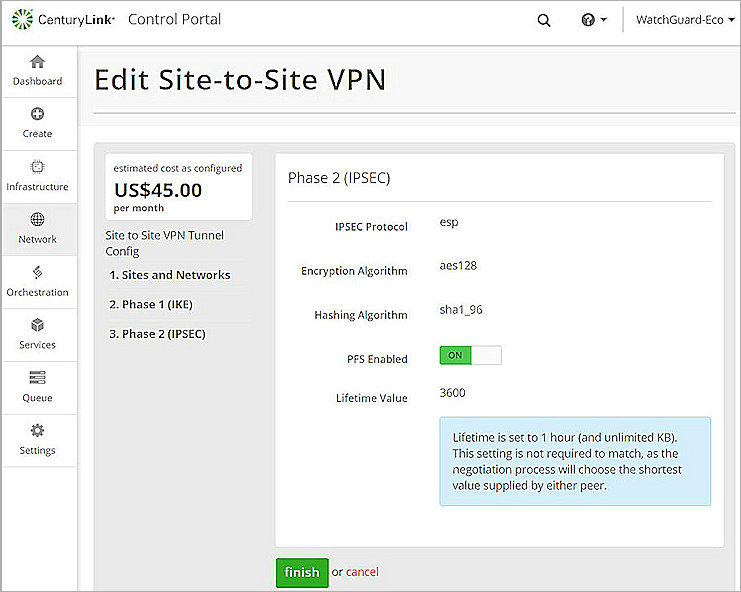 CenturyLink Control Portal
WatchGuard-Eco
Dashboard
Create
Infrastructure
Network
Orchestration
Services
Queue
Settings
Edit Site-to-Site VPN
estimated cost as configured
US$45.00
per month
Site to Site VPN Tunnel
Config
1. Sites and Networks
2. Phase 1 (IKE)
3. Phase 2 (IPSEC)
Phase 2 (IPSEC)
IPSEC Protocol esp
Encryption Algorithm aes128
Hashing Algorithm sha1_96
PFS Enabled ON
Lifetime Value 3600
Lifetime is set to 1 hour (and unlimited KB).
This setting is not required to match, as the
negotiation process will choose the shortest
value supplied by either peer.
finish or cancel